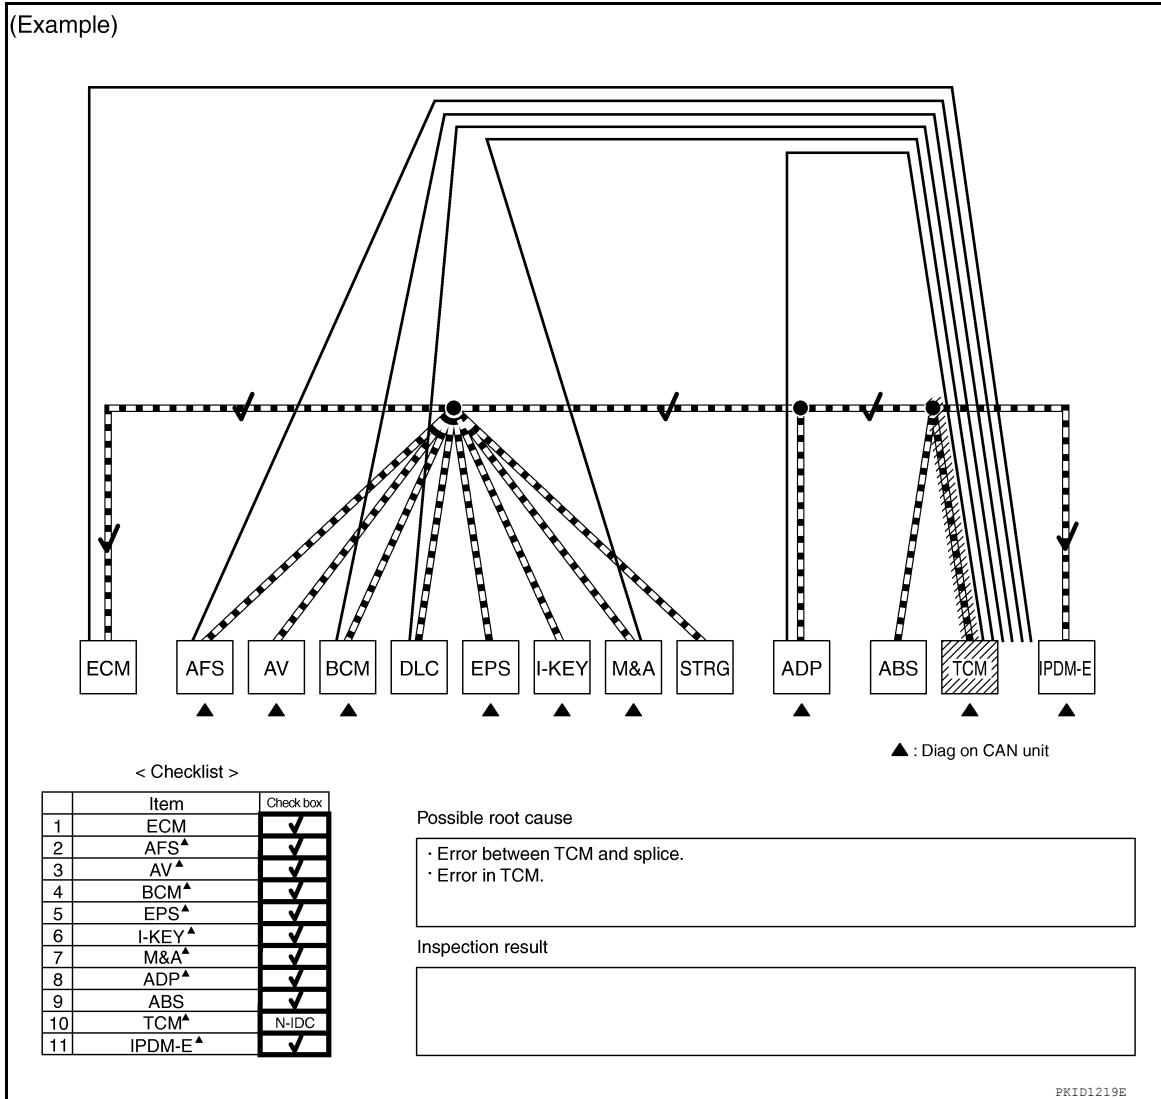 (Example)
ECM AFS AV BCM DLC EPS I-KEY M&A STRG ADP ABS TCM IPDM-E
▲ : Diag on CAN unit
< Checklist >
Item Check box
1 ECM ✓
2 AFS▲ ✓
3 AV▲ ✓
4 BCM▲ ✓
5 EPS▲ ✓
6 I-KEY▲ ✓
7 M&A▲ ✓
8 ADP▲ ✓
9 ABS ✓
10 TCM▲ N-IDC
11 IPDM-E▲ ✓
Possible root cause
· Error between TCM and splice.
· Error in TCM.
Inspection result
PKID1219E